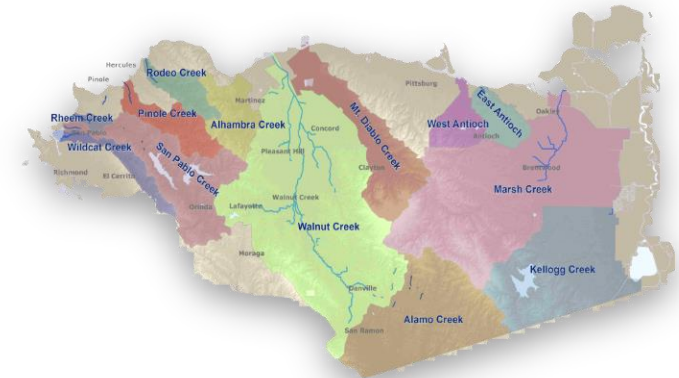 Hercules
Rodeo Creek
Pinole
Pittsburg
Martinez
East Antioch
Rheem Creek
Pinole Creek
Mt. Diablo Creek
Oakley
Alhambra Creek
West Antioch
Concord
Antioch
San Pablo
Wildcat Creek
Pleasant Hill
San Pablo Creek
Clayton
Brentwood
Richmond
El Cerrito
Marsh Creek
Walnut Creek
Orinda
Lafayette
Walnut Creek
Moraga
Kellogg Creek
Danville
Alamo Creek
San Ramon